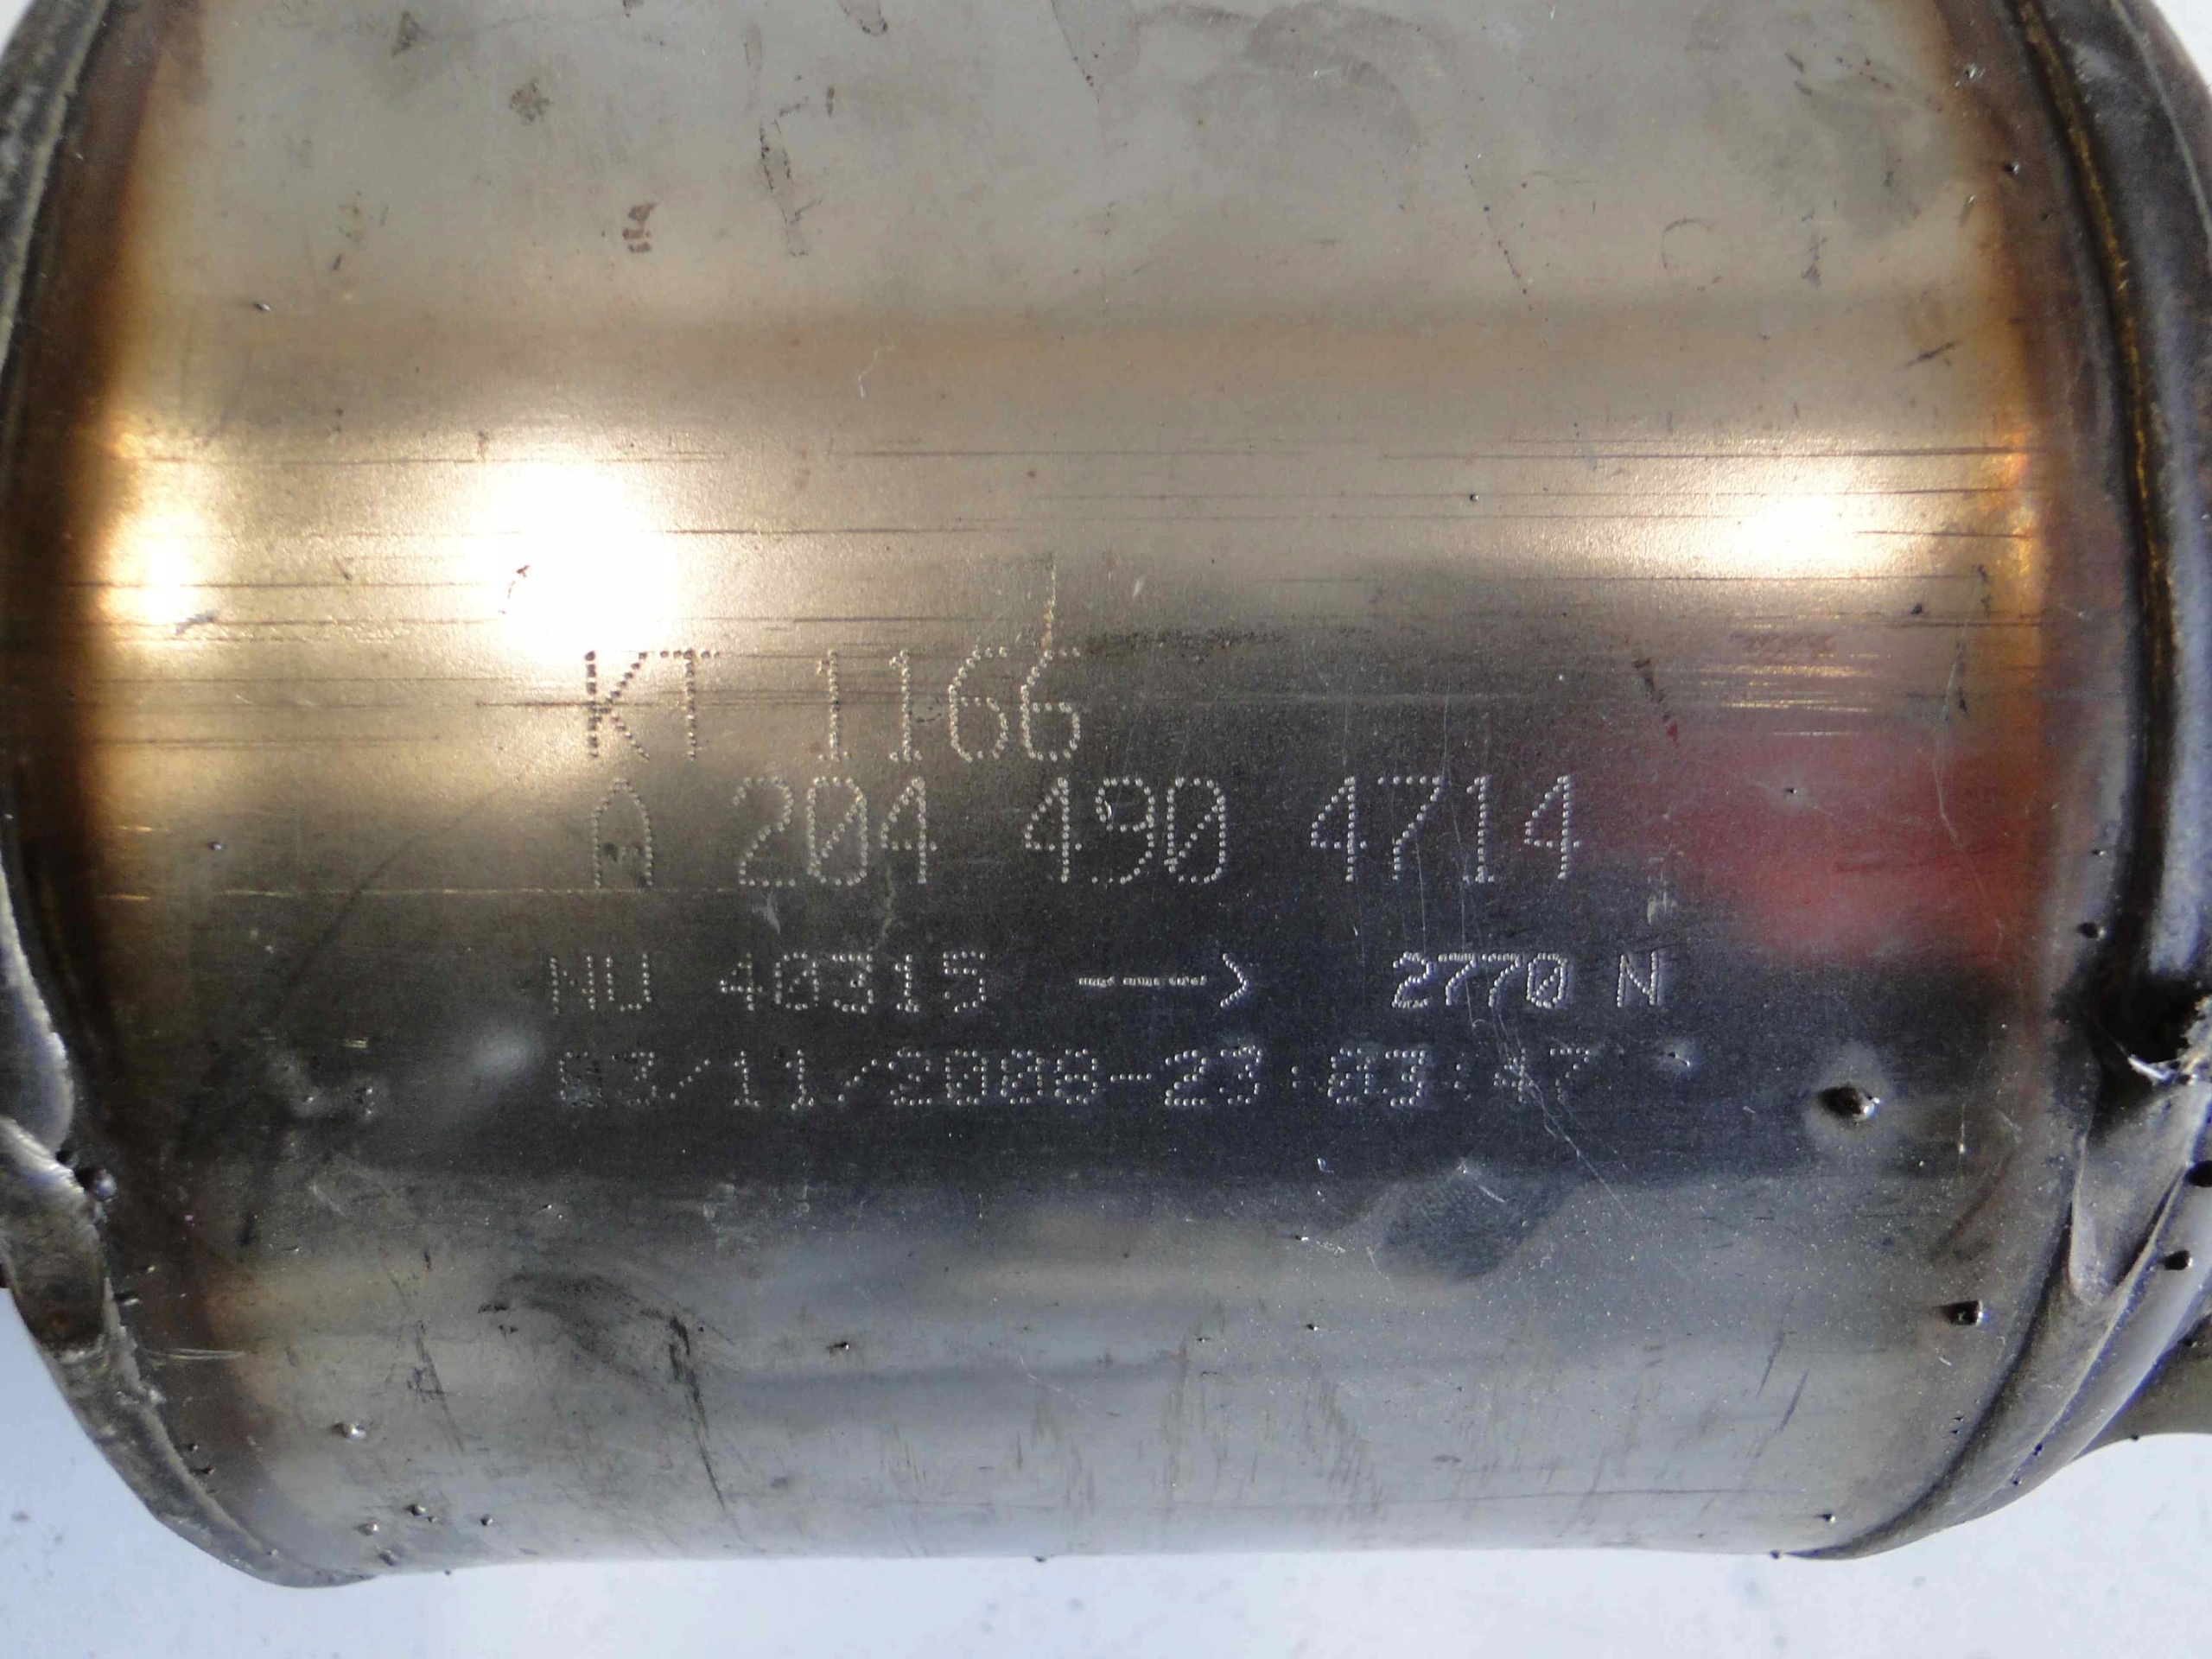 KT 1166
A 204 490 4714
NU 40315 ---> 2770 N
03/11/2008-23:03:47